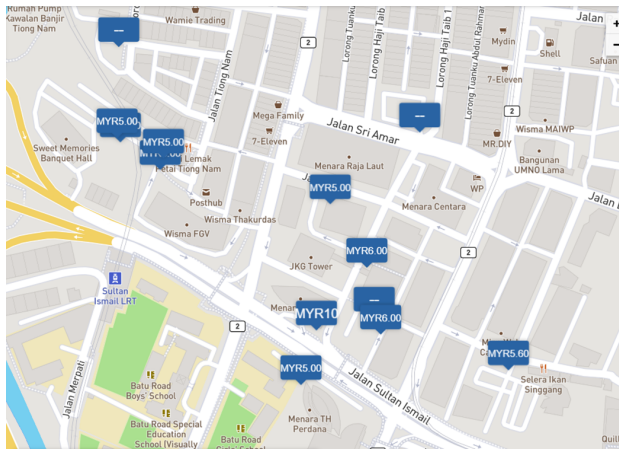 Rumah Pump
Kawalan Banjir
Tiong Nam
Wamie Trading
--
Jalan Tiong Nam
2
Lorong Haji Taib
Lorong Haji Taib 1
Lorong Tuanku Abdul Rahman
Mydin
7-Eleven
Jalan
Shell
Safuan
+
−
MYR5.00
MYR5.00
Sweet Memories
Banquet Hall
Lemak
Petai Tiong Nam
Mega Family
7-Eleven
Jalan Sri Amar
--
2
MR.DIY
Wisma MAIWP
Bangunan
UMNO Lama
Menara Raja Laut
MYR5.00
WP
Menara Centara
Posthub
Wisma Thakurdas
Wisma FGV
MYR6.00
2
JKG Tower
Sultan
Ismail LRT
--
MYR10
MYR6.00
2
MYR5.60
Selera Ikan
Singgang
MYR5.00
Jalan Sultan Ismail
Jalan Merpati
Batu Road
Boys' School
Batu Road Special
Education
School (Visually
Batu Road
Menara TH
Perdana